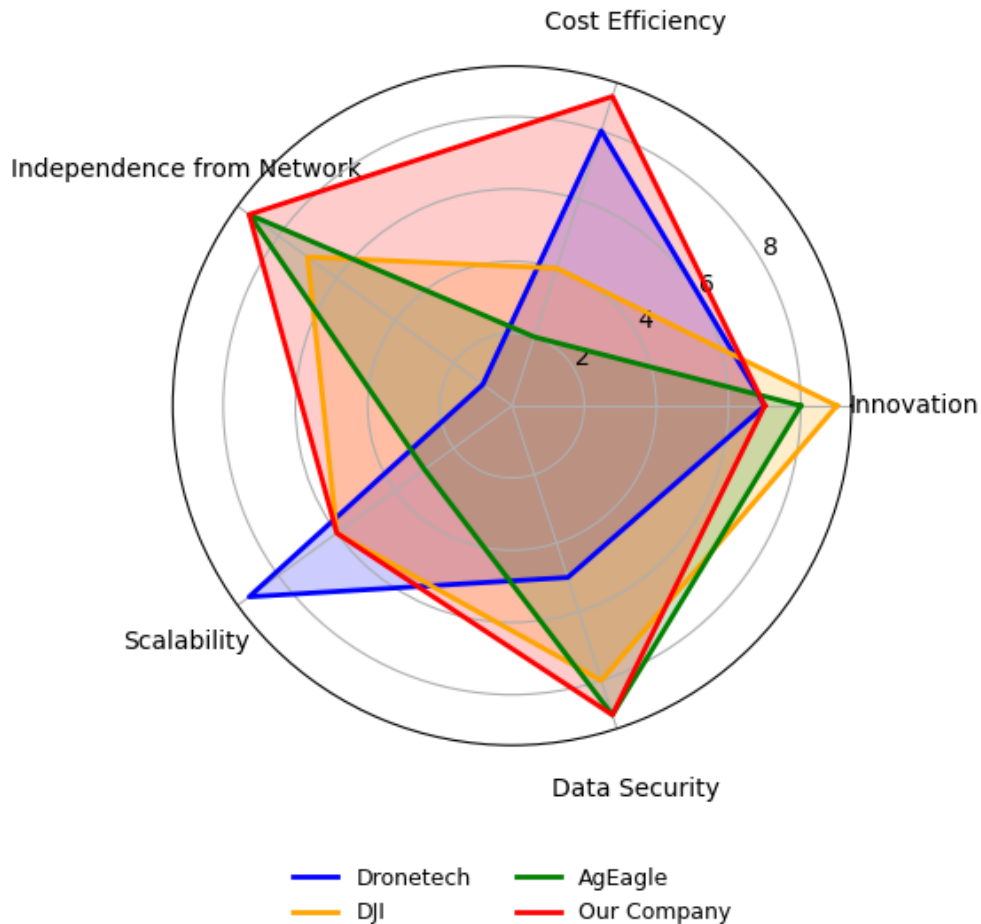 Cost Efficiency
Independence from Network
8
6
4
2
Innovation
Scalability
Data Security
Dronetech
AgEagle
DJI
Our Company